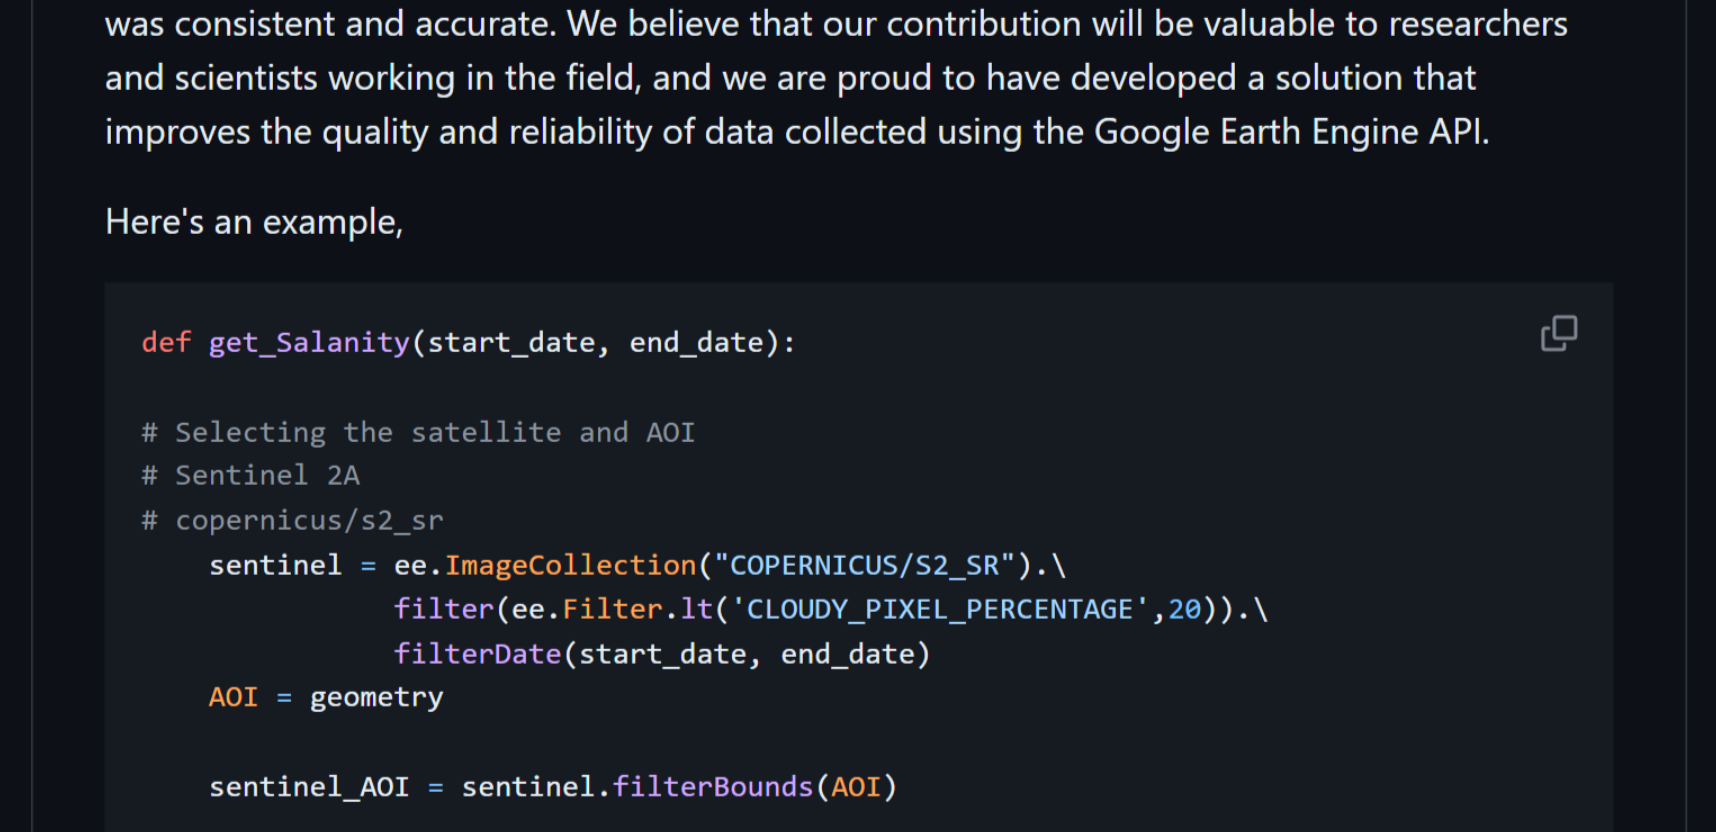 was consistent and accurate. We believe that our contribution will be valuable to researchers
and scientists working in the field, and we are proud to have developed a solution that
improves the quality and reliability of data collected using the Google Earth Engine API.
Here's an example,
def get_Salanity(start_date, end_date):
# Selecting the satellite and AOI
# Sentinel 2A
# copernicus/s2_sr
    sentinel = ee.ImageCollection("COPERNICUS/S2_SR").\
               filter(ee.Filter.lt('CLOUDY_PIXEL_PERCENTAGE',20)).\
               filterDate(start_date, end_date)
    AOI = geometry
    sentinel_AOI = sentinel.filterBounds(AOI)